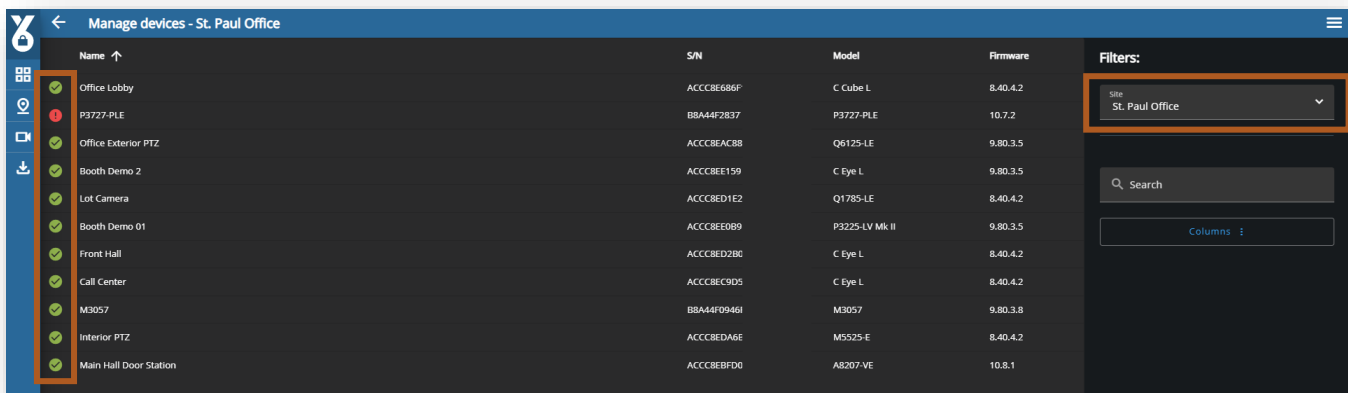 Manage devices - St. Paul Office
Name S/N Model Firmware
Office Lobby ACCC8E686F C Cube L 8.40.4.2
P3727-PLE B8A44F2837 P3727-PLE 10.7.2
Office Exterior PTZ ACCC8EAC88 Q6125-LE 9.80.3.5
Booth Demo 2 ACCC8EE159 C Eye L 9.80.3.5
Lot Camera ACCC8ED1E2 Q1785-LE 8.40.4.2
Booth Demo 01 ACCC8EE0B9 P3225-LV Mk II 9.80.3.5
Front Hall ACCC8ED2B0 C Eye L 8.40.4.2
Call Center ACCC8EC9D5 C Eye L 8.40.4.2
M3057 B8A44F0946 M3057 9.80.3.8
Interior PTZ ACCC8EDA6E M5525-E 8.40.4.2
Main Hall Door Station ACCC8EBFD0 A8207-VE 10.8.1
Filters:
Site
St. Paul Office
Search
Columns